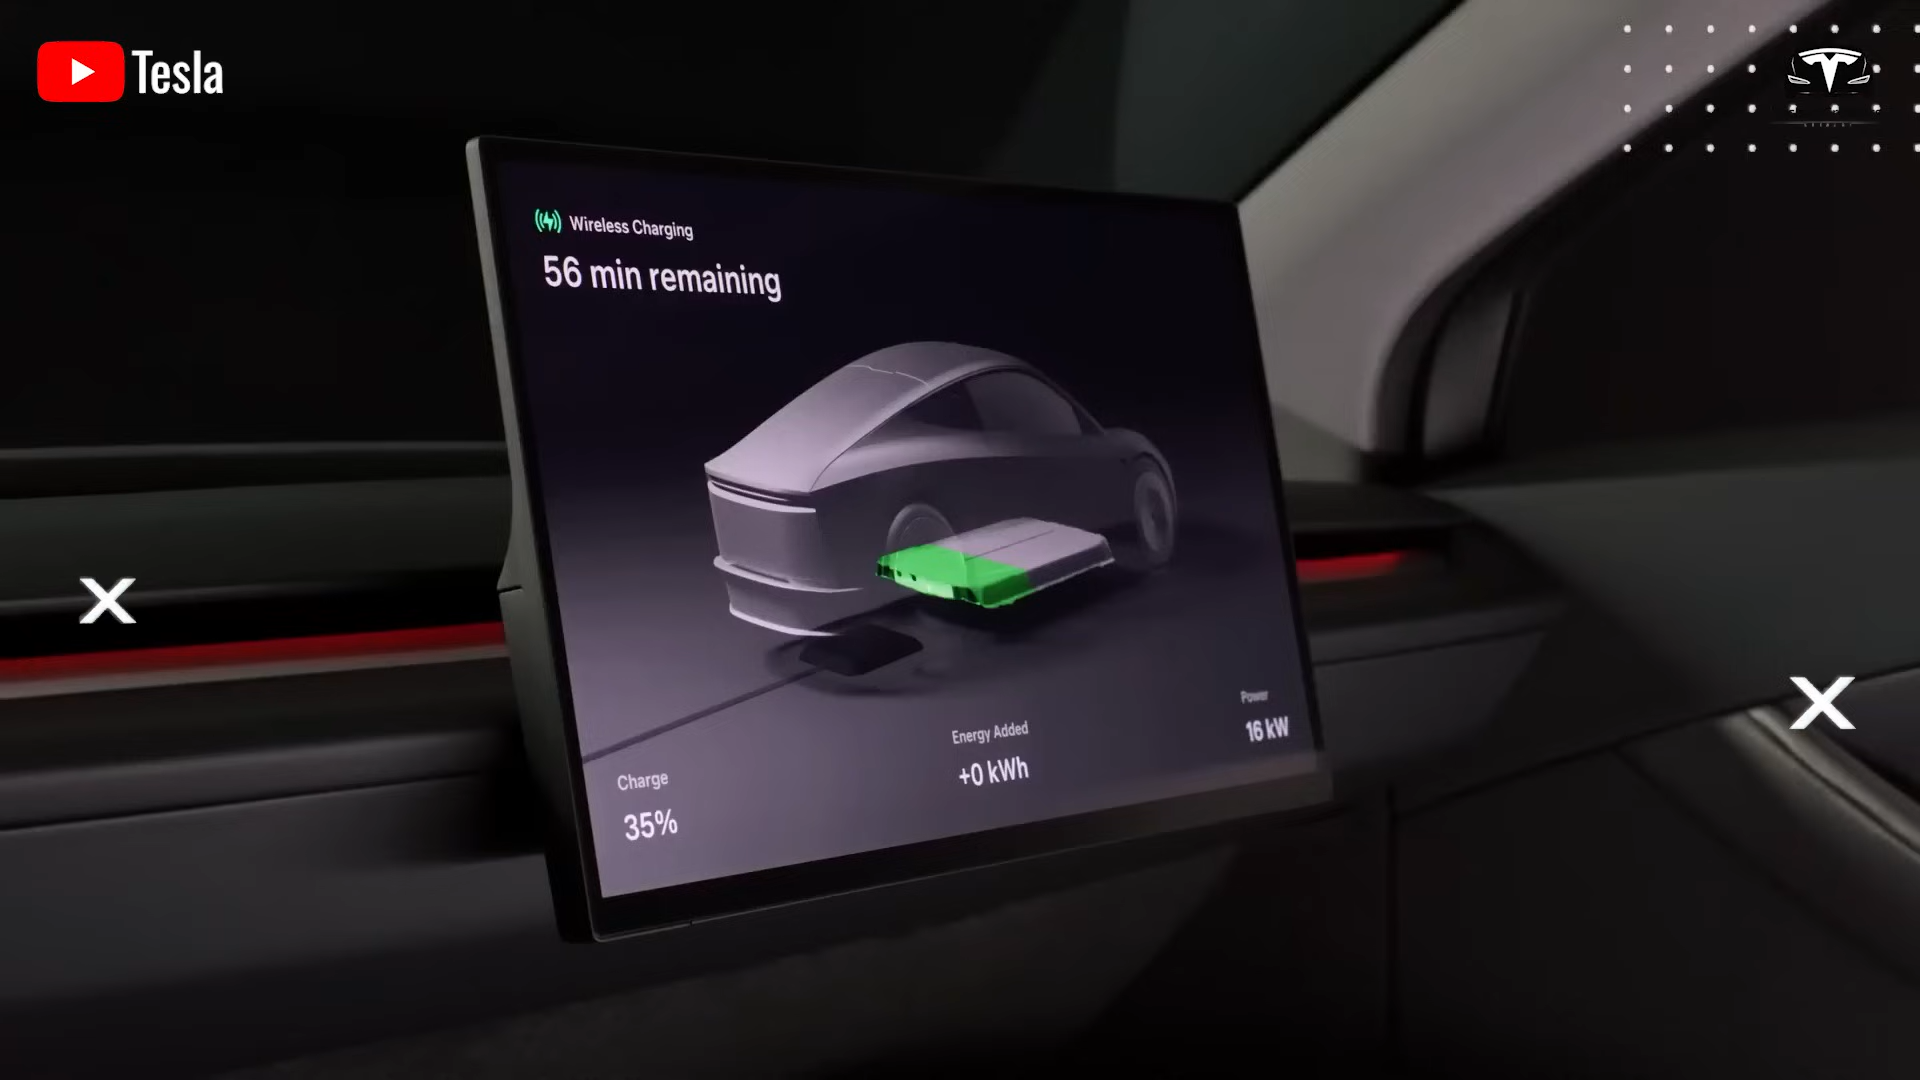 Tesla
Wireless Charging
56 min remaining
Charge
35%
Energy Added
+0 kWh
Power
16 kW